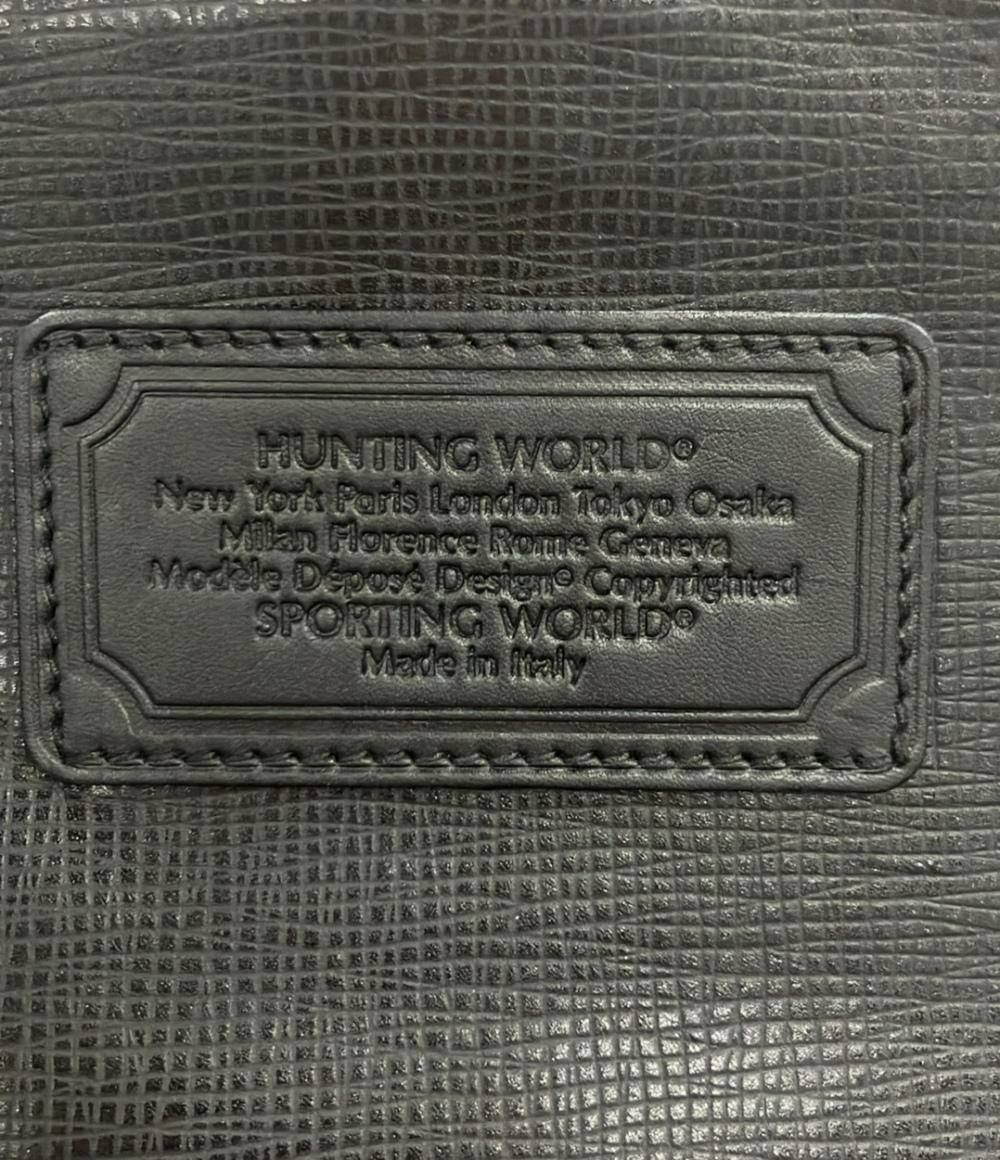 HUNTING WORLD®
New York Paris London Tokyo Osaka
Milan Florence Rome Geneva
Modèle Déposé Design© Copyrighted
SPORTING WORLD®
Made in Italy